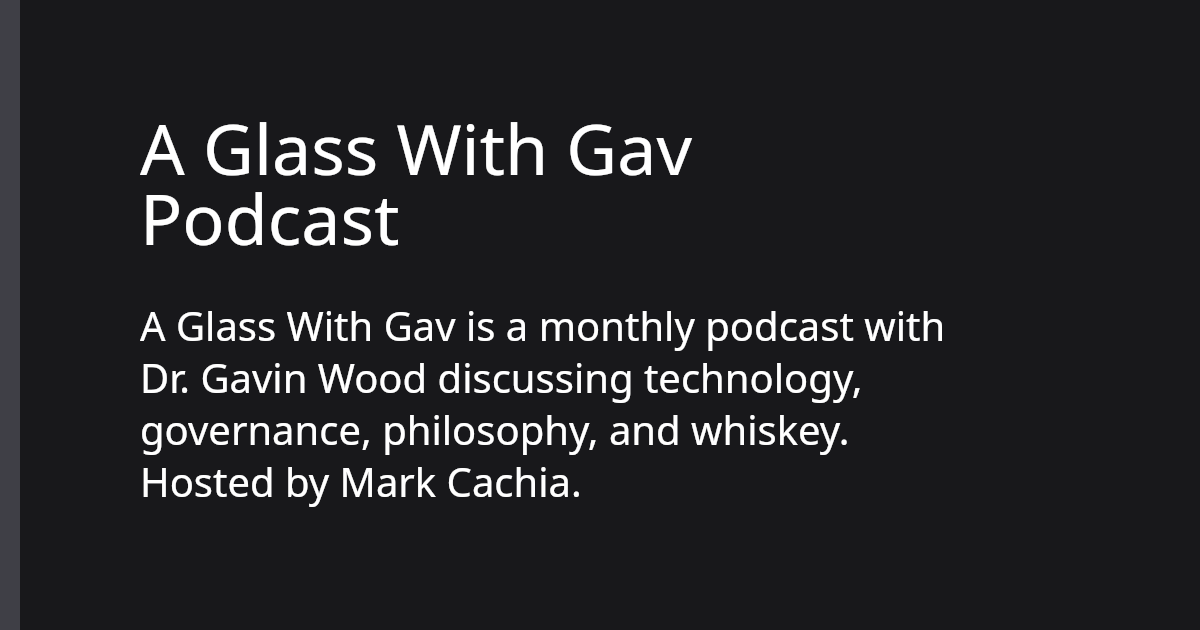 A Glass With Gav
Podcast
A Glass With Gav is a monthly podcast with
Dr. Gavin Wood discussing technology,
governance, philosophy, and whiskey.
Hosted by Mark Cachia.